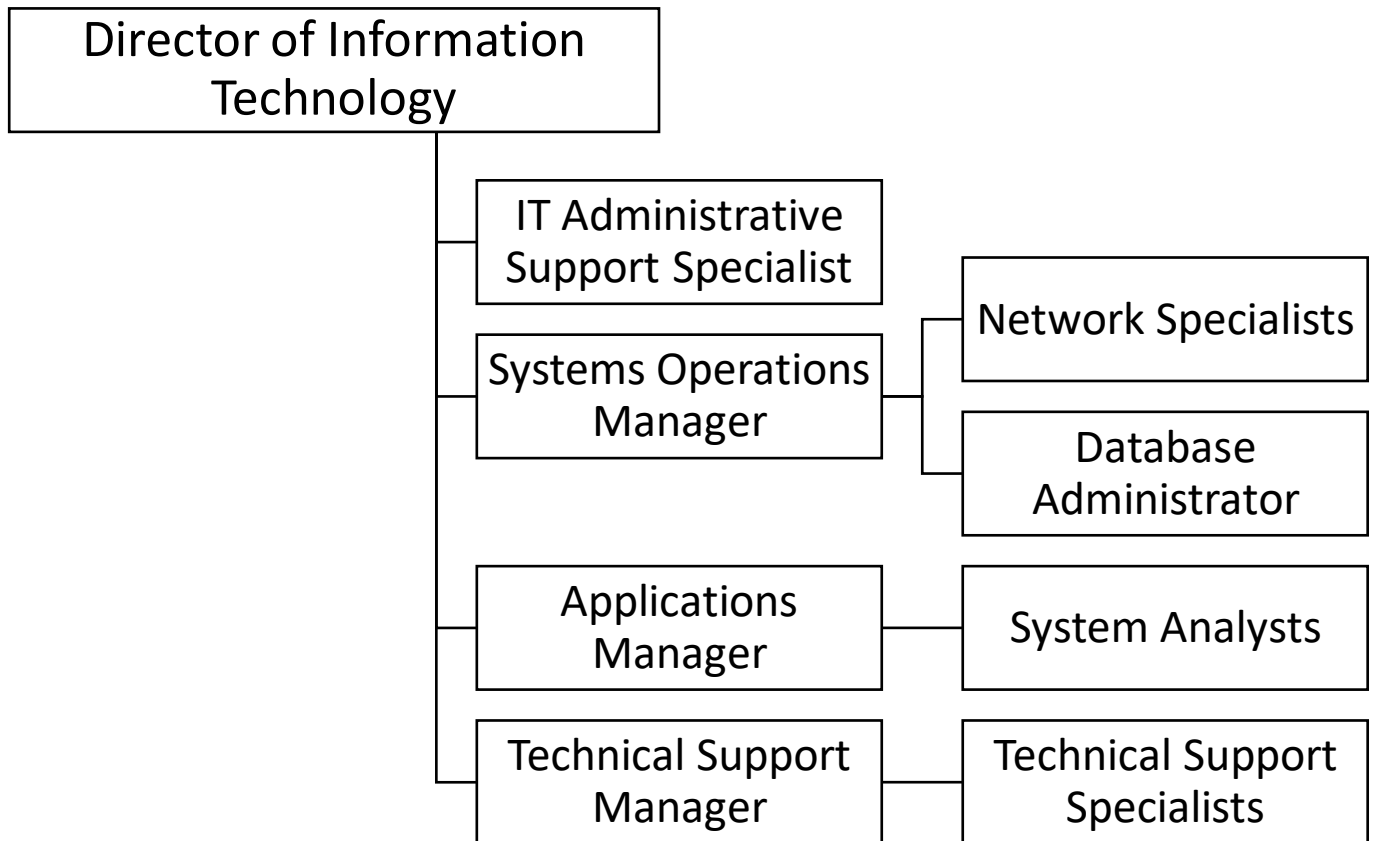 Director of Information
Technology
IT Administrative
Support Specialist
Systems Operations
Manager
Network Specialists
Database
Administrator
Applications
Manager
System Analysts
Technical Support
Manager
Technical Support
Specialists